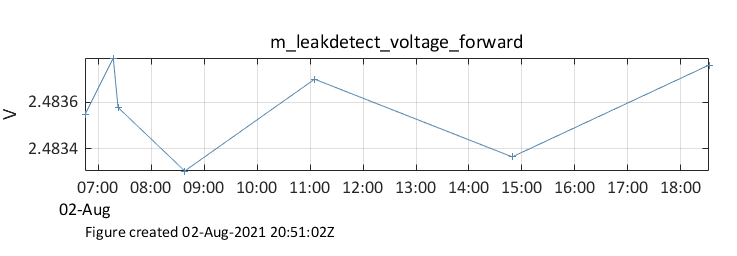 m_leakdetect_voltage_forward
V
2.4836
2.4834
07:00 08:00 09:00 10:00 11:00 12:00 13:00 14:00 15:00 16:00 17:00 18:00
02-Aug
Figure created 02-Aug-2021 20:51:02Z